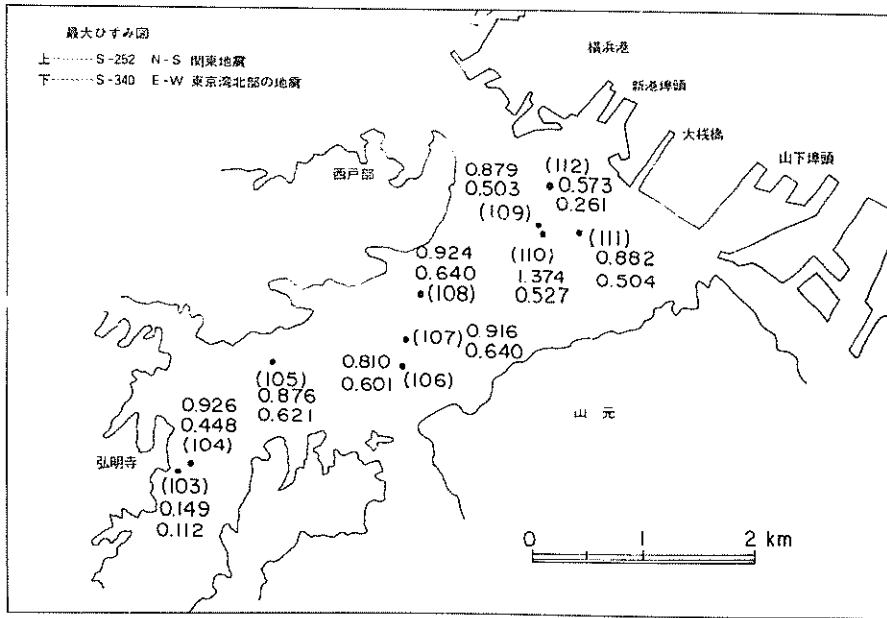 最大ひずみ図
上………S-252 N-S 関東地震
下………S-340 E-W 東京湾北部の地震
横浜港
新港埠頭
大桟橋
山下埠頭
西戸部
0.879
0.503
(109)
(112)
0.573
0.261
(111)
0.882
0.504
(110)
1.374
0.527
0.924
0.640
(108)
(107)
0.916
0.640
0.810
0.601
(106)
(105)
0.876
0.621
山元
0.926
0.448
(104)
弘明寺
(103)
0.149
0.112
0 1 2 km